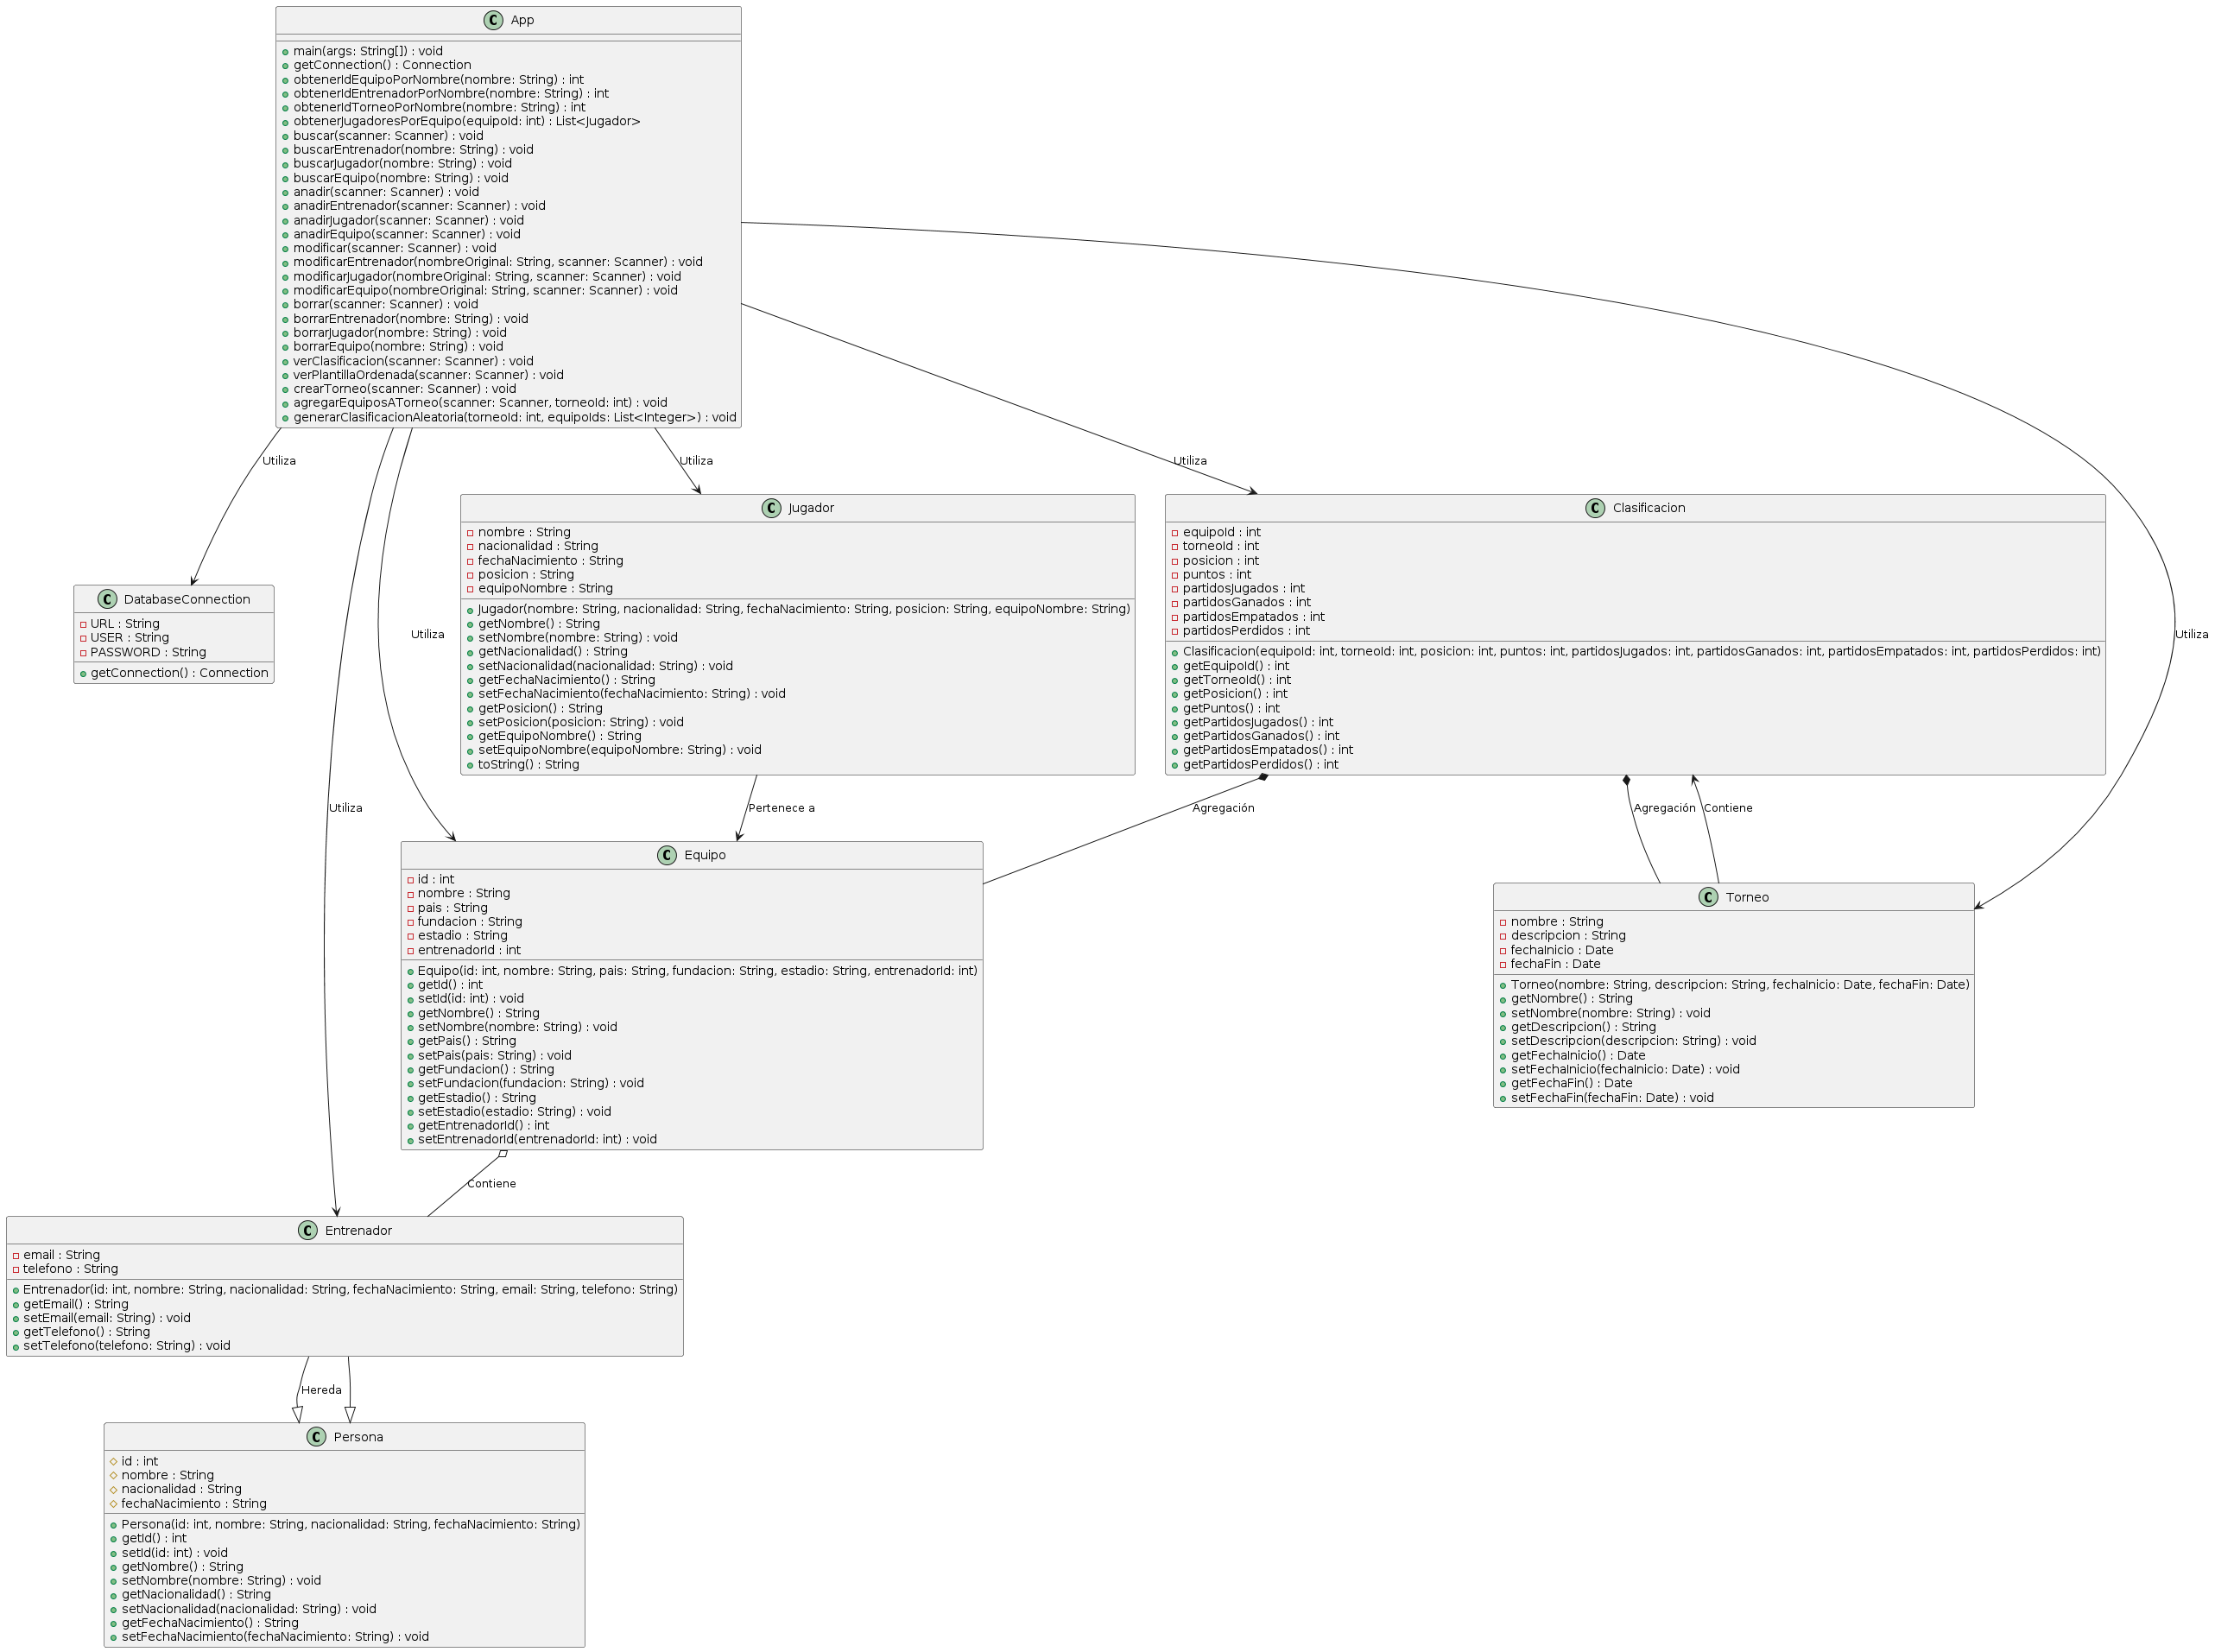 C App
main(args: String[]) : void
getConnection() : Connection
obtenerIdEquipoPorNombre(nombre: String) : int
obtenerIdEntrenadorPorNombre(nombre: String) : int
obtenerIdTorneoPorNombre(nombre: String) : int
obtenerJugadoresPorEquipo(equipoId: int) : List<Jugador>
buscar(scanner: Scanner) : void
buscarEntrenador(nombre: String) : void
buscarJugador(nombre: String) : void
buscarEquipo(nombre: String) : void
anadir(scanner: Scanner) : void
anadirEntrenador(scanner: Scanner) : void
anadirJugador(scanner: Scanner) : void
anadirEquipo(scanner: Scanner) : void
modificar(scanner: Scanner) : void
modificarEntrenador(nombreOriginal: String, scanner: Scanner) : void
modificarJugador(nombreOriginal: String, scanner: Scanner) : void
modificarEquipo(nombreOriginal: String, scanner: Scanner) : void
borrar(scanner: Scanner) : void
borrarEntrenador(nombre: String) : void
borrarJugador(nombre: String) : void
borrarEquipo(nombre: String) : void
verClasificacion(scanner: Scanner) : void
verPlantillaOrdenada(scanner: Scanner) : void
crearTorneo(scanner: Scanner) : void
agregarEquiposATorneo(scanner: Scanner, torneoId: int) : void
generarClasificacionAleatoria(torneoId: int, equipoIds: List<Integer>) : void
Utiliza
Utiliza
Utiliza
Utiliza
Utiliza
Utiliza
C DatabaseConnection
URL : String
USER : String
PASSWORD : String
getConnection() : Connection
C Jugador
nombre : String
nacionalidad : String
fechaNacimiento : String
posicion : String
equipoNombre : String
Jugador(nombre: String, nacionalidad: String, fechaNacimiento: String, posicion: String, equipoNombre: String)
getNombre() : String
setNombre(nombre: String) : void
getNacionalidad() : String
setNacionalidad(nacionalidad: String) : void
getFechaNacimiento() : String
setFechaNacimiento(fechaNacimiento: String) : void
getPosicion() : String
setPosicion(posicion: String) : void
getEquipoNombre() : String
setEquipoNombre(equipoNombre: String) : void
toString() : String
C Clasificacion
equipoId : int
torneoId : int
posicion : int
puntos : int
partidosJugados : int
partidosGanados : int
partidosEmpatados : int
partidosPerdidos : int
Clasificacion(equipoId: int, torneoId: int, posicion: int, puntos: int, partidosJugados: int, partidosGanados: int, partidosEmpatados: int, partidosPerdidos: int)
getEquipoId() : int
getTorneoId() : int
getPosicion() : int
getPuntos() : int
getPartidosJugados() : int
getPartidosGanados() : int
getPartidosEmpatados() : int
getPartidosPerdidos() : int
Pertenece a
Agregación
Agregación
Contiene
C Equipo
id : int
nombre : String
pais : String
fundacion : String
estadio : String
entrenadorId : int
Equipo(id: int, nombre: String, pais: String, fundacion: String, estadio: String, entrenadorId: int)
getId() : int
setId(id: int) : void
getNombre() : String
setNombre(nombre: String) : void
getPais() : String
setPais(pais: String) : void
getFundacion() : String
setFundacion(fundacion: String) : void
getEstadio() : String
setEstadio(estadio: String) : void
getEntrenadorId() : int
setEntrenadorId(entrenadorId: int) : void
C Torneo
nombre : String
descripcion : String
fechaInicio : Date
fechaFin : Date
Torneo(nombre: String, descripcion: String, fechaInicio: Date, fechaFin: Date)
getNombre() : String
setNombre(nombre: String) : void
getDescripcion() : String
setDescripcion(descripcion: String) : void
getFechaInicio() : Date
setFechaInicio(fechaInicio: Date) : void
getFechaFin() : Date
setFechaFin(fechaFin: Date) : void
Contiene
C Entrenador
email : String
telefono : String
Entrenador(id: int, nombre: String, nacionalidad: String, fechaNacimiento: String, email: String, telefono: String)
getEmail() : String
setEmail(email: String) : void
getTelefono() : String
setTelefono(telefono: String) : void
Hereda
C Persona
id : int
nombre : String
nacionalidad : String
fechaNacimiento : String
Persona(id: int, nombre: String, nacionalidad: String, fechaNacimiento: String)
getId() : int
setId(id: int) : void
getNombre() : String
setNombre(nombre: String) : void
getNacionalidad() : String
setNacionalidad(nacionalidad: String) : void
getFechaNacimiento() : String
setFechaNacimiento(fechaNacimiento: String) : void